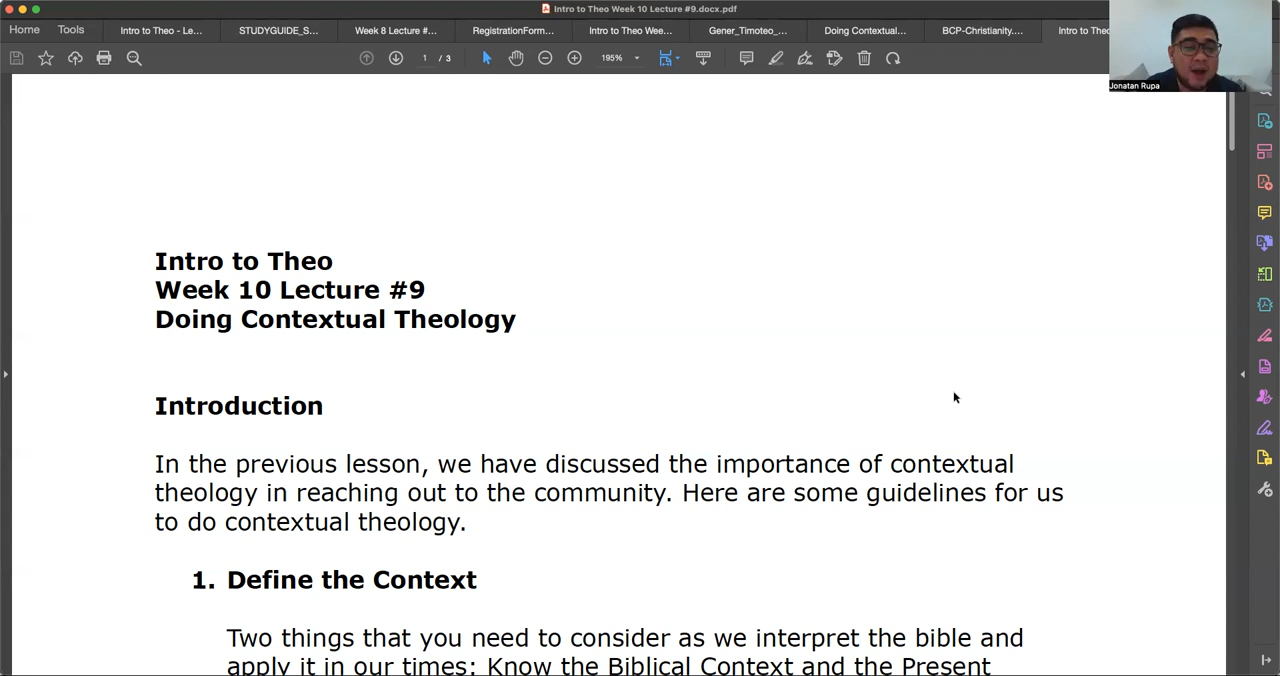 Intro to Theo Week 10 Lecture #9.docx.pdf
Home Tools Intro to Theo - Le... STUDYGUIDE_S... Week 8 Lecture #... RegistrationForm... Intro to Theo Wee... Gener_Timoteo_... Doing Contextual... BCP-Christianity.... Intro to Theo
1 / 3 195%
Jonatan Rupa
Intro to Theo
Week 10 Lecture #9
Doing Contextual Theology
Introduction
In the previous lesson, we have discussed the importance of contextual
theology in reaching out to the community. Here are some guidelines for us
to do contextual theology.
1. Define the Context
Two things that you need to consider as we interpret the bible and
apply it in our times: Know the Biblical Context and the Present